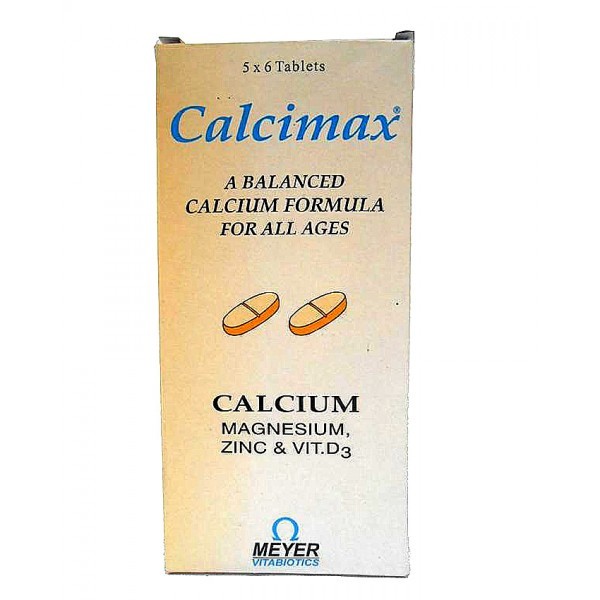 5 x 6 Tablets
Calcimax®
A BALANCED
CALCIUM FORMULA
FOR ALL AGES
CALCIUM
MAGNESIUM,
ZINC & VIT.D3
MEYER
VITABIOTICS